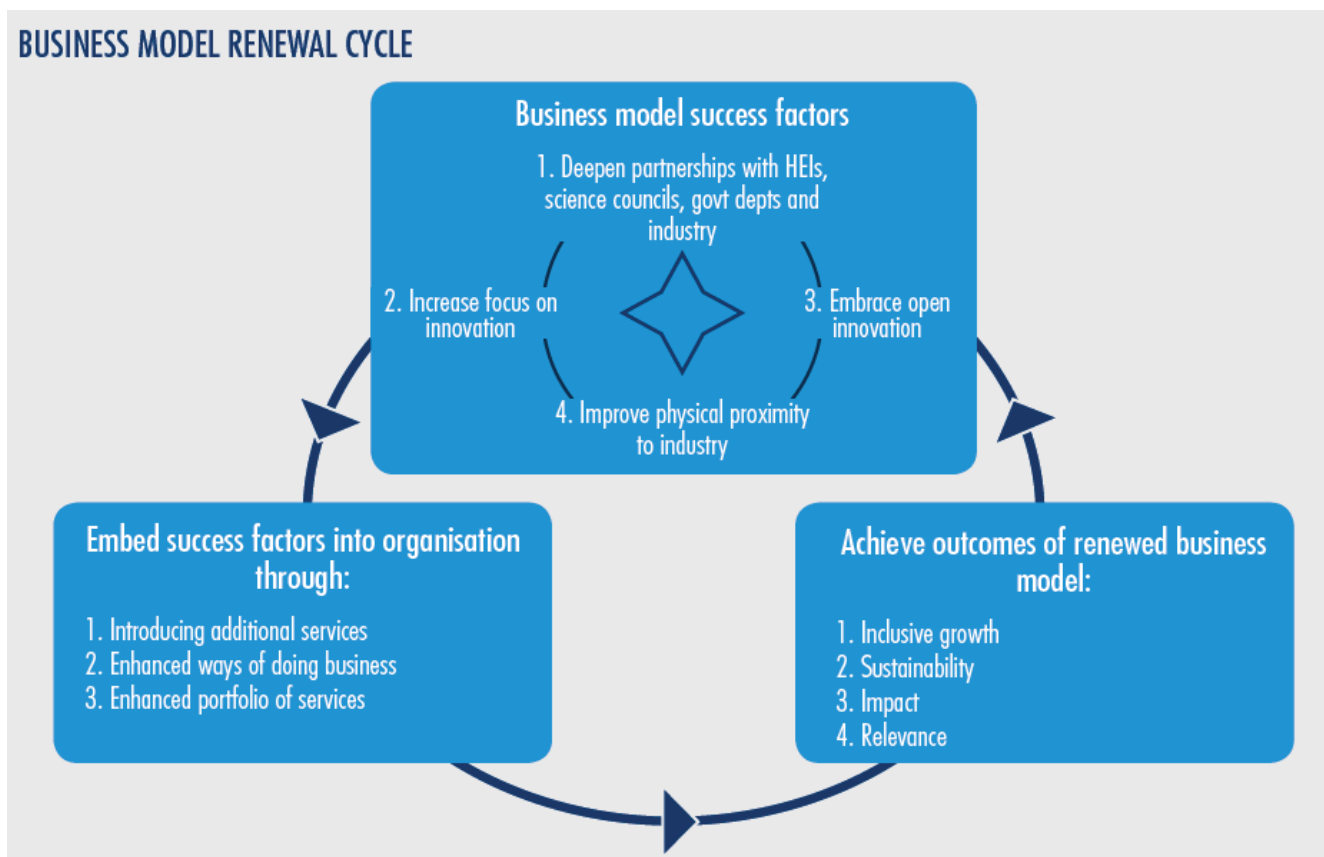 BUSINESS MODEL RENEWAL CYCLE
Business model success factors
1. Deepen partnerships with HEIs,
science councils, govt depts and
industry
2. Increase focus on
innovation
3. Embrace open
innovation
4. Improve physical proximity
to industry
Embed success factors into organisation
through:
1. Introducing additional services
2. Enhanced ways of doing business
3. Enhanced portfolio of services
Achieve outcomes of renewed business
model:
1. Inclusive growth
2. Sustainability
3. Impact
4. Relevance